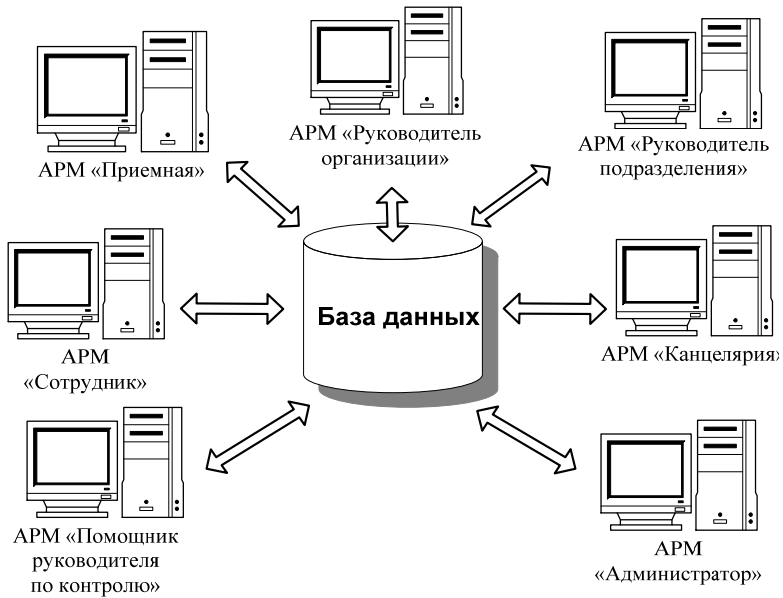 АРМ «Приемная»
АРМ «Руководитель
организации»
АРМ «Руководитель
подразделения»
База данных
АРМ
«Сотрудник»
АРМ «Канцелярия»
АРМ «Помощник
руководителя
по контролю»
АРМ
«Администратор»